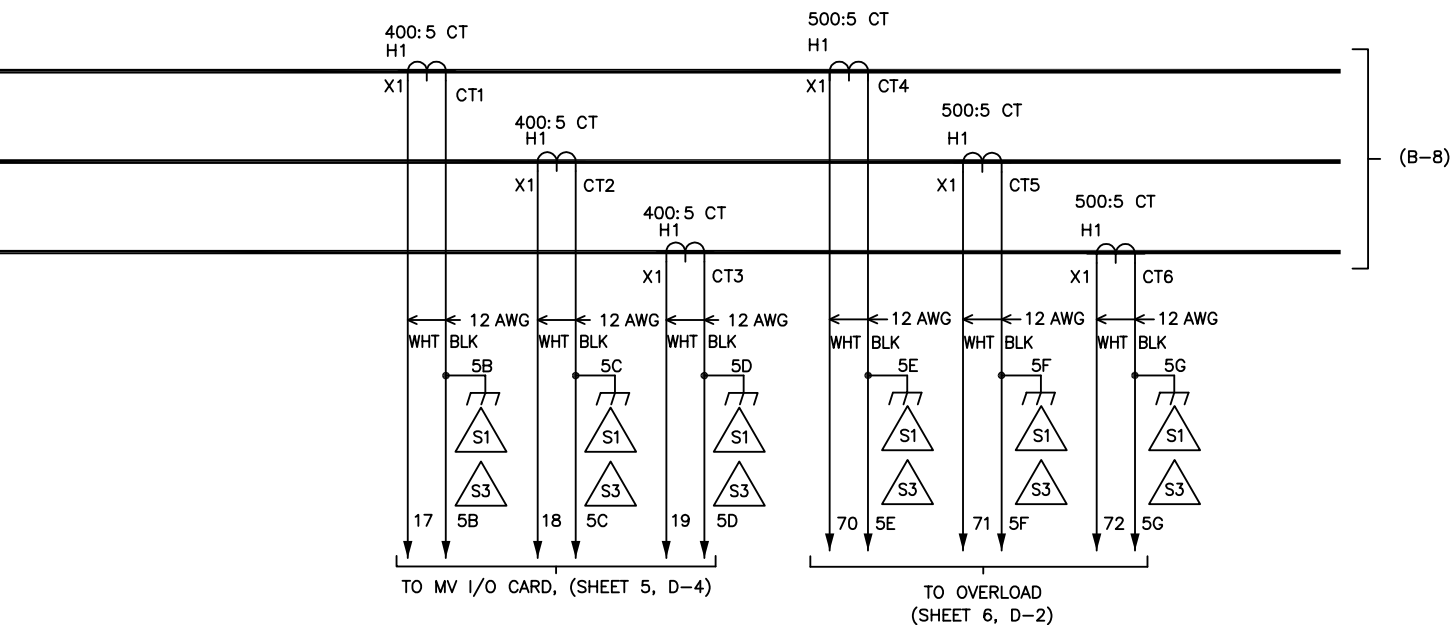 400:5 CT
H1
X1
CT1
500:5 CT
H1
X1
CT4
400:5 CT
H1
X1
CT2
500:5 CT
H1
X1
CT5
(B-8)
400:5 CT
H1
X1
CT3
500:5 CT
H1
X1
CT6
12 AWG
12 AWG
12 AWG
12 AWG
12 AWG
12 AWG
WHT BLK
WHT BLK
WHT BLK
WHT BLK
WHT BLK
WHT BLK
5B
5C
5D
5E
5F
5G
S1
S1
S1
S1
S1
S1
S3
S3
S3
S3
S3
S3
17 5B
18 5C
19 5D
70 5E
71 5F
72 5G
TO MV I/O CARD, (SHEET 5, D-4)
TO OVERLOAD
(SHEET 6, D-2)